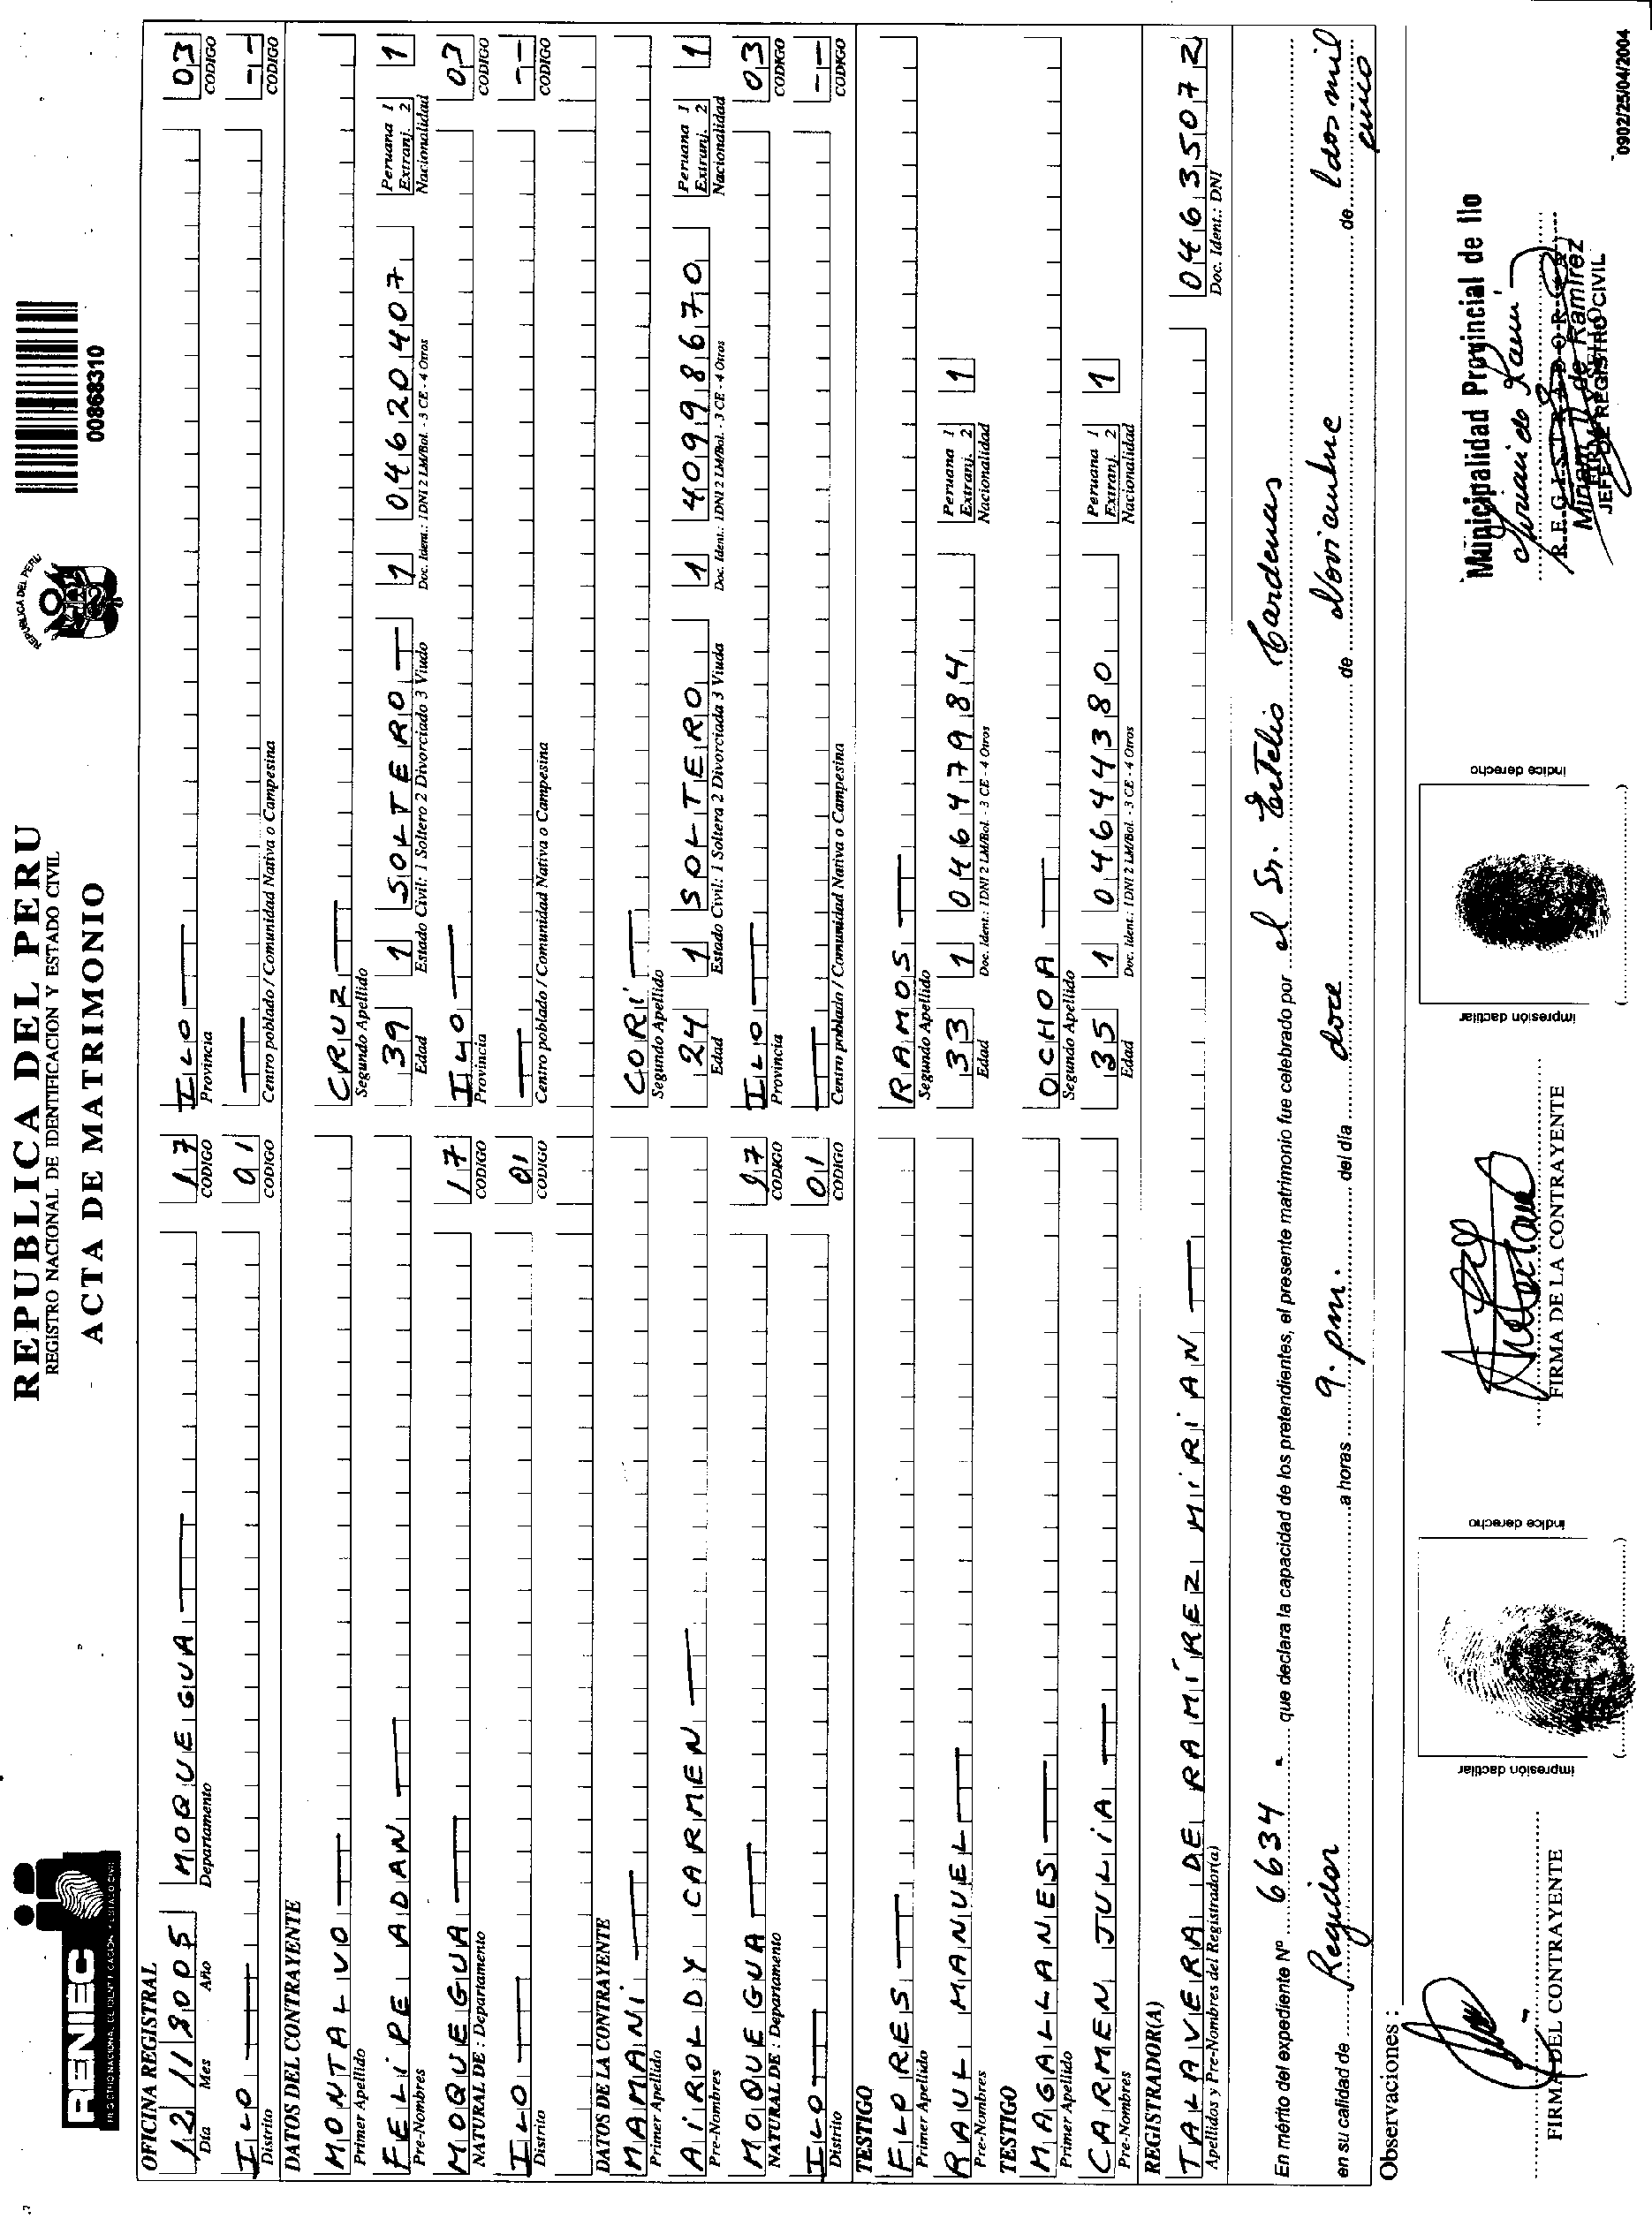 RENIEC
REGISTRO NACIONAL DE IDENTIFICACION Y ESTADO CIVIL
REPUBLICA DEL PERU
REGISTRO NACIONAL DE IDENTIFICACION Y ESTADO CIVIL
ACTA DE MATRIMONIO
REPUBLICA DEL PERU
00868310
OFICINA REGISTRAL
12 11 2005 MOQUEGUA 17 ILO 03
Día Mes Año Departamento CODIGO Provincia CODIGO
ILO 01 --
Distrito CODIGO Centro poblado / Comunidad Nativa o Campesina CODIGO
DATOS DEL CONTRAYENTE
MONTALVO CRUZ
Primer Apellido Segundo Apellido
FELIPE ADAN 39 1 SOLTERO 1 04620407 Peruana 1 Extranj. 2 1
Pre-Nombres Edad Estado Civil: 1 Soltero 2 Divorciado 3 Viudo Doc. Ident.: 1DNI 2 LM/Bol. - 3 CE - 4 Otros Nacionalidad
MOQUEGUA 17 ILO 03
NATURAL DE : Departamento CODIGO Provincia CODIGO
ILO 01 --
Distrito CODIGO Centro poblado / Comunidad Nativa o Campesina CODIGO
DATOS DE LA CONTRAYENTE
MAMANI CORI
Primer Apellido Segundo Apellido
AIROLDY CARMEN 24 1 SOLTERO 1 40998670 Peruana 1 Extranj. 2 1
Pre-Nombres Edad Estado Civil: 1 Soltera 2 Divorciada 3 Viuda Doc. Ident.: 1DNI 2 LM/Bol. - 3 CE - 4 Otros Nacionalidad
MOQUEGUA 17 ILO 03
NATURAL DE : Departamento CODIGO Provincia CODIGO
ILO 01 --
Distrito CODIGO Centro poblado / Comunidad Nativa o Campesina CODIGO
TESTIGO
FLORES RAMOS
Primer Apellido Segundo Apellido
RAUL MANUEL 33 1 04647984 Peruana 1 Extranj. 2 1
Pre-Nombres Edad Doc. Ident.: 1DNI 2 LM/Bol. - 3 CE - 4 Otros Nacionalidad
TESTIGO
MAGALLANES OCHOA
Primer Apellido Segundo Apellido
CARMEN JULIA 35 1 04644380 Peruana 1 Extranj. 2 1
Pre-Nombres Edad Doc. Ident.: 1DNI 2 LM/Bol. - 3 CE - 4 Otros Nacionalidad
REGISTRADOR(A)
TALAVERA DE RAMÍREZ MIRIAN 04635072
Apellidos y Pre-Nombres del Registrador(a) Doc. Ident.: DNI
En mérito del expediente Nº 6634 que declara la capacidad de los pretendientes, el presente matrimonio fue celebrado por el Sr. Cardenas
en su calidad de Regidor a horas 9. pm. del día doce de Noviembre de dos mil
cinco
Observaciones :
Municipalidad Provincial de Ilo
REGISTRADOR
de Ramírez
JEFE DE REGISTRO CIVIL
impresión dactilar índice derecho
impresión dactilar índice derecho
FIRMA DEL CONTRAYENTE
FIRMA DE LA CONTRAYENTE
0902/25/04/2004